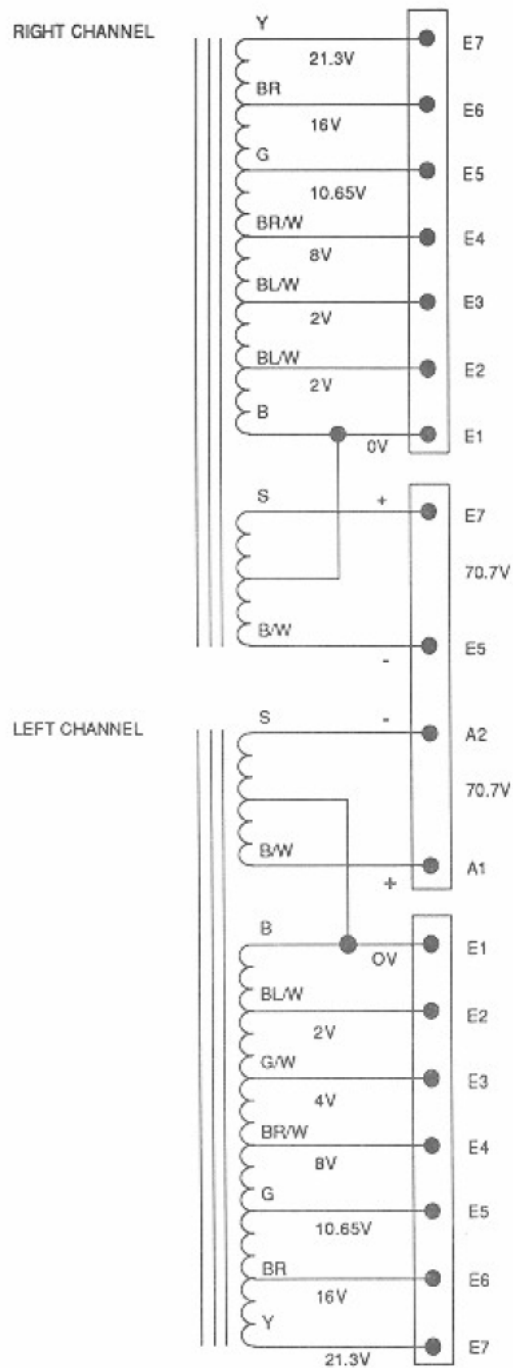 RIGHT CHANNEL
Y
21.3V
E7
BR
16V
E6
G
10.65V
E5
BR/W
8V
E4
BL/W
2V
E3
BL/W
2V
E2
B
0V
E1
S
+
E7
70.7V
B/W
-
E5
LEFT CHANNEL
S
-
A2
70.7V
B/W
+
A1
B
OV
E1
BL/W
2V
E2
G/W
4V
E3
BR/W
8V
E4
G
10.65V
E5
BR
16V
E6
Y
21.3V
E7